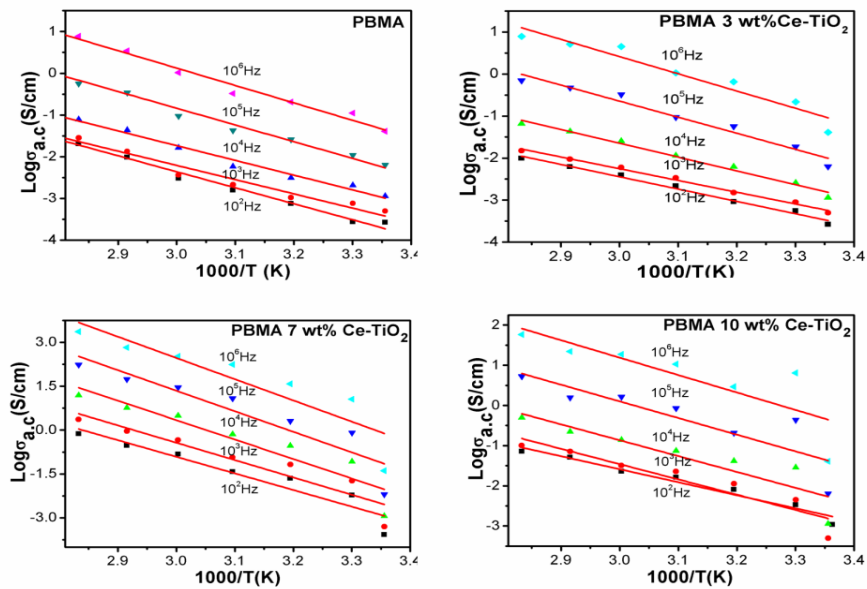 PBMA
1
0
-1
-2
-3
-4
Logσa.c(S/cm)
10⁶Hz
10⁵Hz
10⁴Hz
10³Hz
10²Hz
2.9 3.0 3.1 3.2 3.3 3.4
1000/T (K)
PBMA 3 wt%Ce-TiO₂
1
0
-1
-2
-3
-4
Logσa.c(S/cm)
10⁶Hz
10⁵Hz
10⁴Hz
10³Hz
10²Hz
2.9 3.0 3.1 3.2 3.3 3.4
1000/T(K)
PBMA 7 wt% Ce-TiO₂
3.0
1.5
0.0
-1.5
-3.0
Logσa.c(S/cm)
10⁶Hz
10⁵Hz
10⁴Hz
10³Hz
10²Hz
2.9 3.0 3.1 3.2 3.3 3.4
1000/T(K)
PBMA 10 wt% Ce-TiO₂
2
1
0
-1
-2
-3
Logσa.c(S/cm)
10⁶Hz
10⁵Hz
10⁴Hz
10³Hz
10²Hz
2.9 3.0 3.1 3.2 3.3 3.4
1000/T(K)